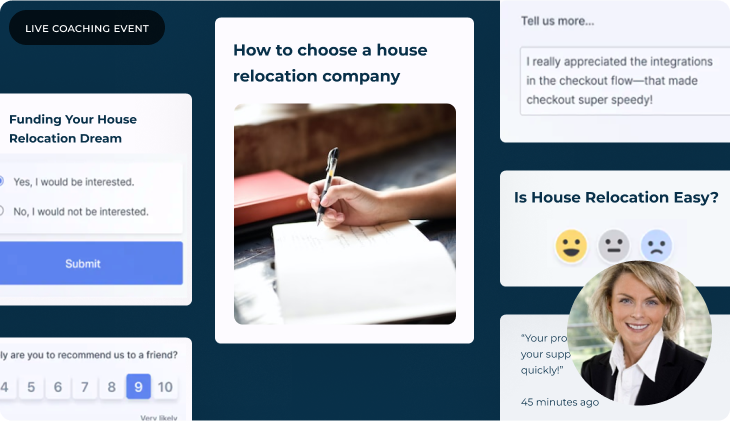 LIVE COACHING EVENT
Funding Your House
Relocation Dream
Yes, I would be interested.
No, I would not be interested.
Submit
ly are you to recommend us to a friend?
4 5 6 7 8 9 10
Very likely
How to choose a house
relocation company
Tell us more...
I really appreciated the integrations
in the checkout flow—that made
checkout super speedy!
Is House Relocation Easy?
“Your pro
your supp
quickly!”
45 minutes ago